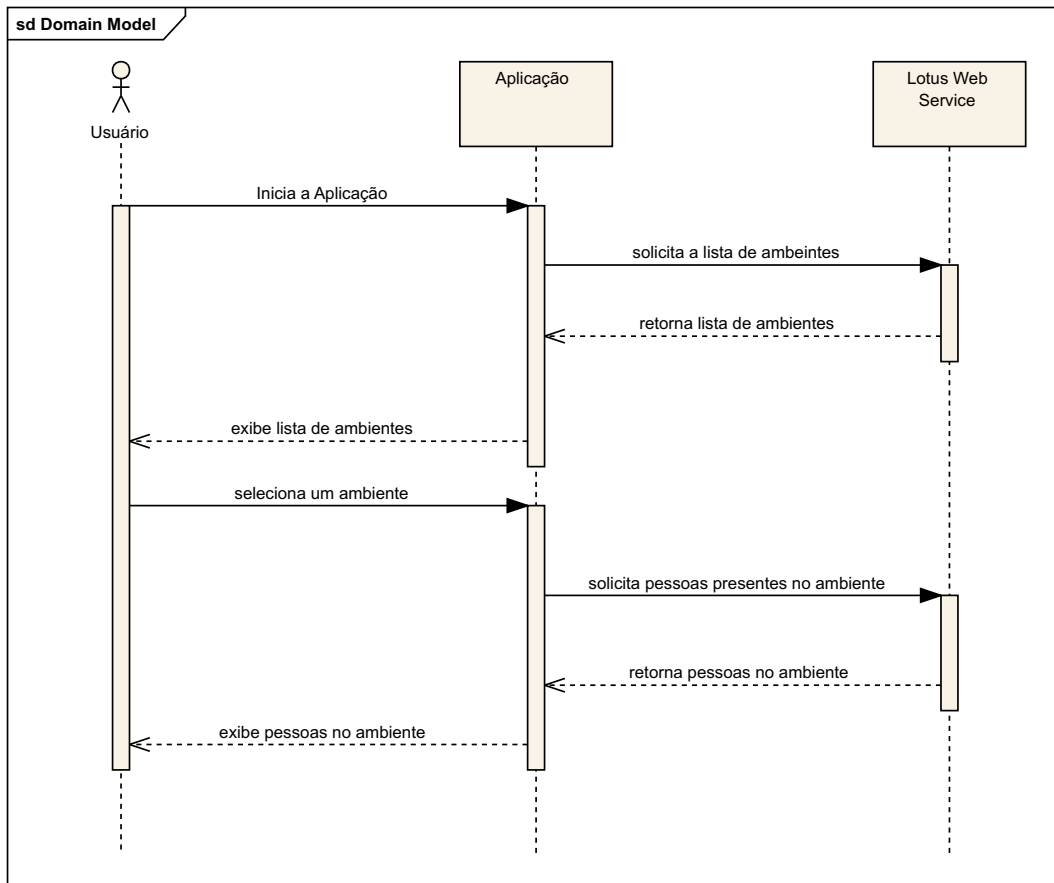 sd Domain Model
Usuário
Aplicação
Lotus Web
Service
Inicia a Aplicação
solicita a lista de ambeintes
retorna lista de ambientes
exibe lista de ambientes
seleciona um ambiente
solicita pessoas presentes no ambiente
retorna pessoas no ambiente
exibe pessoas no ambiente